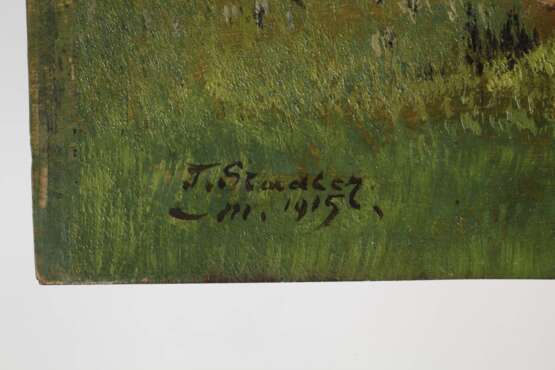 T. Stadler
m. 1915.